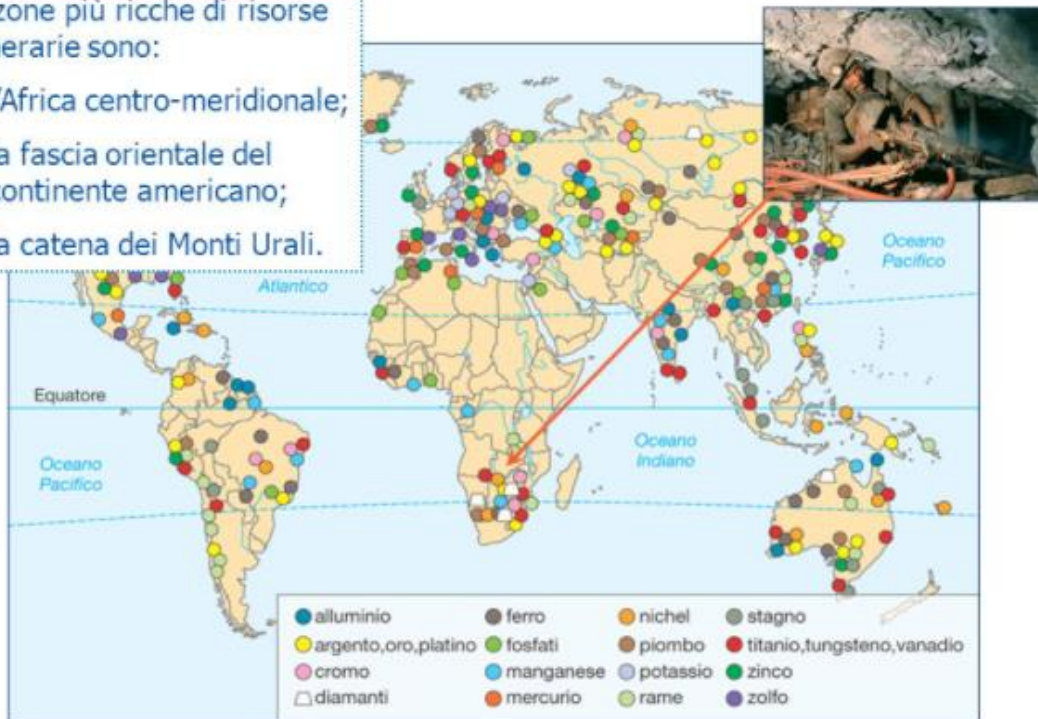 zone più ricche di risorse
erarie sono:
'Africa centro-meridionale;
a fascia orientale del
continente americano;
a catena dei Monti Urali.
Oceano
Pacifico
Atlantico
Equatore
Oceano
Pacifico
Oceano
Indiano
alluminio
argento,oro,platino
cromo
diamanti
ferro
fosfati
manganese
mercurio
nichel
piombo
potassio
rame
stagno
titanio,tungsteno,vanadio
zinco
zolfo